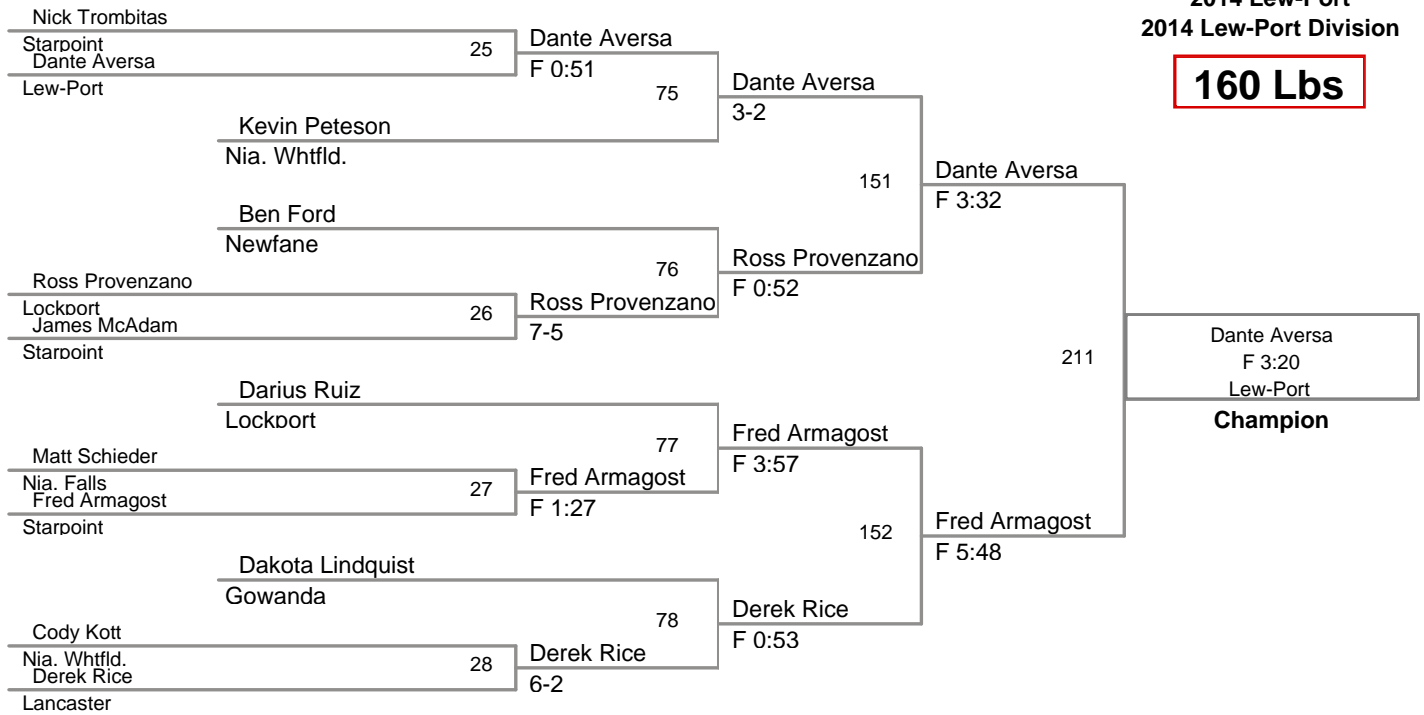 2014 Lew-Port
2014 Lew-Port Division
160 Lbs
Nick Trombitas
Starpoint
Dante Aversa
Lew-Port
25
Dante Aversa
F 0:51
Kevin Peteson
Nia. Whtfld.
75
Dante Aversa
3-2
Ben Ford
Newfane
Ross Provenzano
Lockport
James McAdam
Starpoint
26
Ross Provenzano
7-5
76
Ross Provenzano
F 0:52
151
Dante Aversa
F 3:32
Darius Ruiz
Lockport
Matt Schieder
Nia. Falls
Fred Armagost
Starpoint
27
Fred Armagost
F 1:27
77
Fred Armagost
F 3:57
Dakota Lindquist
Gowanda
Cody Kott
Nia. Whtfld.
Derek Rice
Lancaster
28
Derek Rice
6-2
78
Derek Rice
F 0:53
152
Fred Armagost
F 5:48
211
Dante Aversa
F 3:20
Lew-Port
Champion